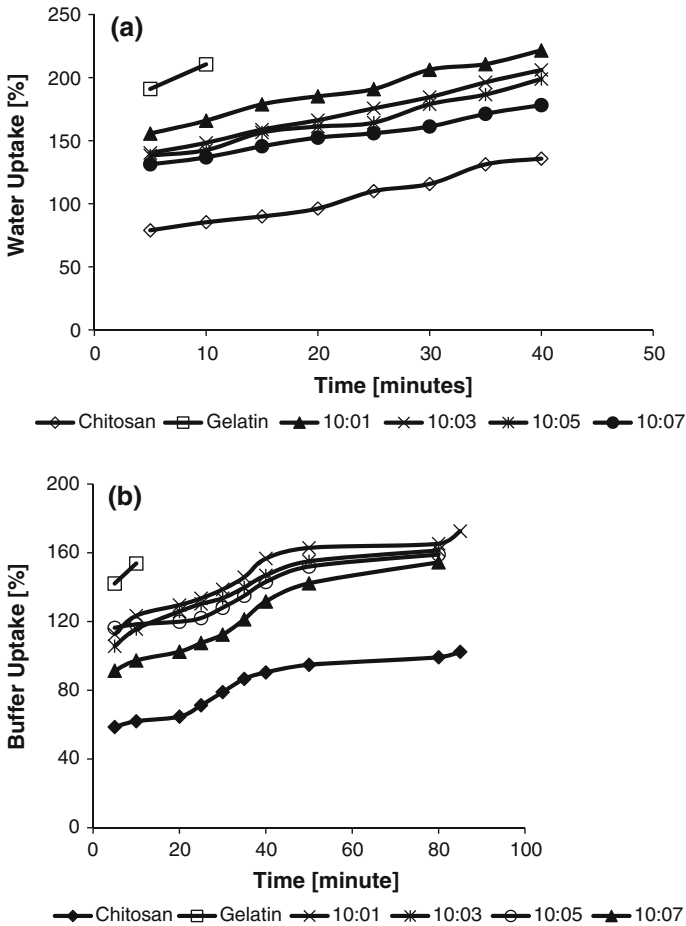 (a)
250
200
150
100
50
0
Water Uptake [%]
0 10 20 30 40 50
Time [minutes]
Chitosan Gelatin 10:01 10:03 10:05 10:07
(b)
200
160
120
80
40
0
Buffer Uptake [%]
0 20 40 60 80 100
Time [minute]
Chitosan Gelatin 10:01 10:03 10:05 10:07